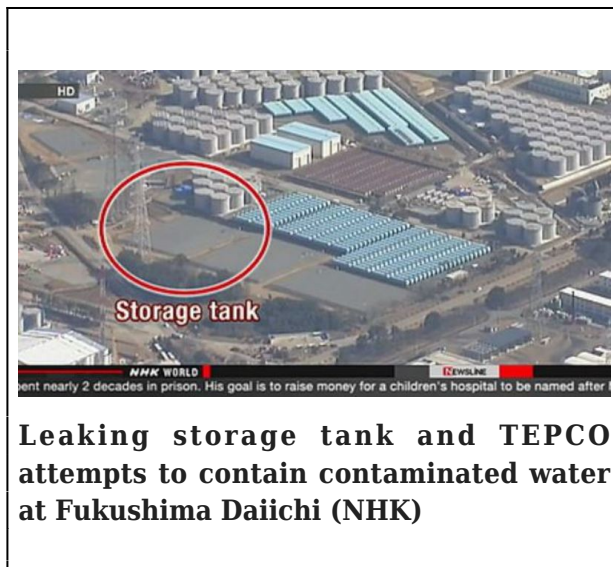 HD
Storage tank
NHK WORLD
NEWSLINE
ent nearly 2 decades in prison. His goal is to raise money for a children's hospital to be named after
Leaking storage tank and TEPCO
attempts to contain contaminated water
at Fukushima Daiichi (NHK)